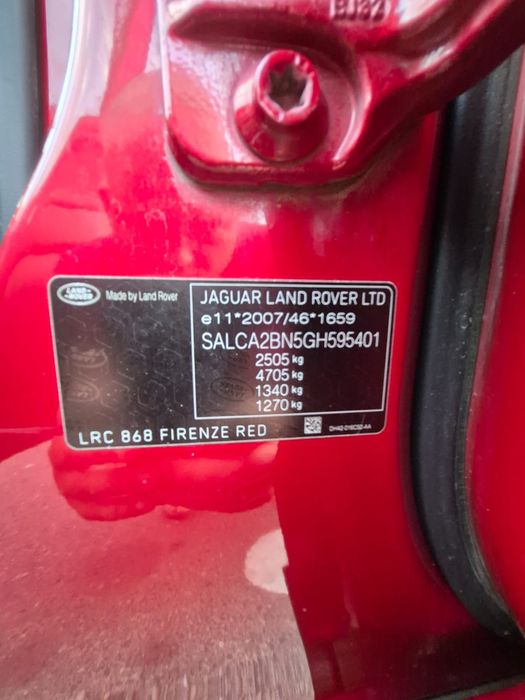 BJ32
LAND-
ROVER
Made by Land Rover
JAGUAR LAND ROVER LTD
e11*2007/46*1659
SALCA2BN5GH595401
2505 kg
4705 kg
1340 kg
1270 kg
LRC 868 FIRENZE RED